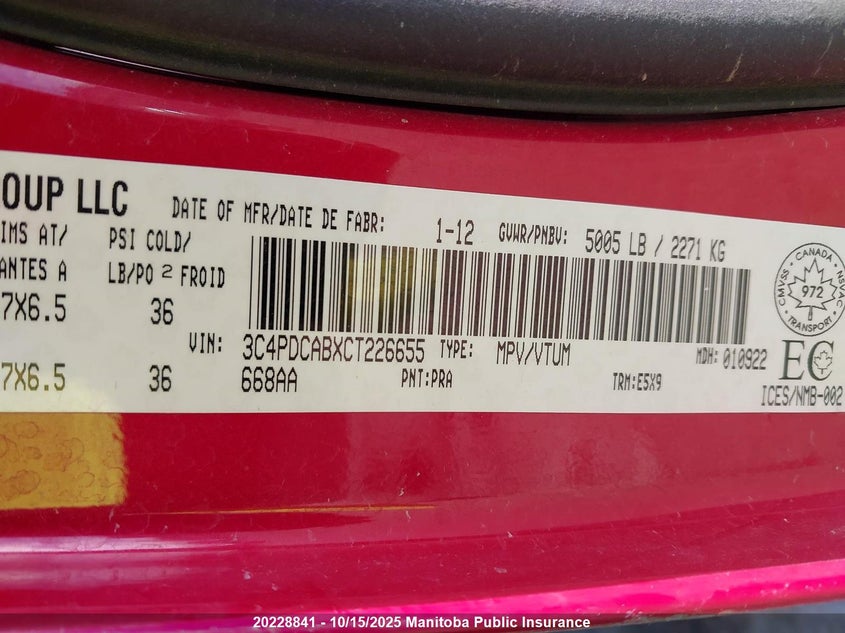 OUP LLC DATE OF MFR/DATE DE FABR: 1-12 GVWR/PNBV: 5005 LB / 2271 KG
IMS AT/ PSI COLD/
ANTES A LB/PO 2 FROID
7X6.5 36
VIN: 3C4PDCABXCT226655 TYPE: MPV/VTUM MDH: 010922
7X6.5 36 668AA PNT:PRA TRM:E5X9
CANADA
CMVSS NSVAC
972
TRANSPORT
EC
ICES/NMB-002
20228841 - 10/15/2025 Manitoba Public Insurance